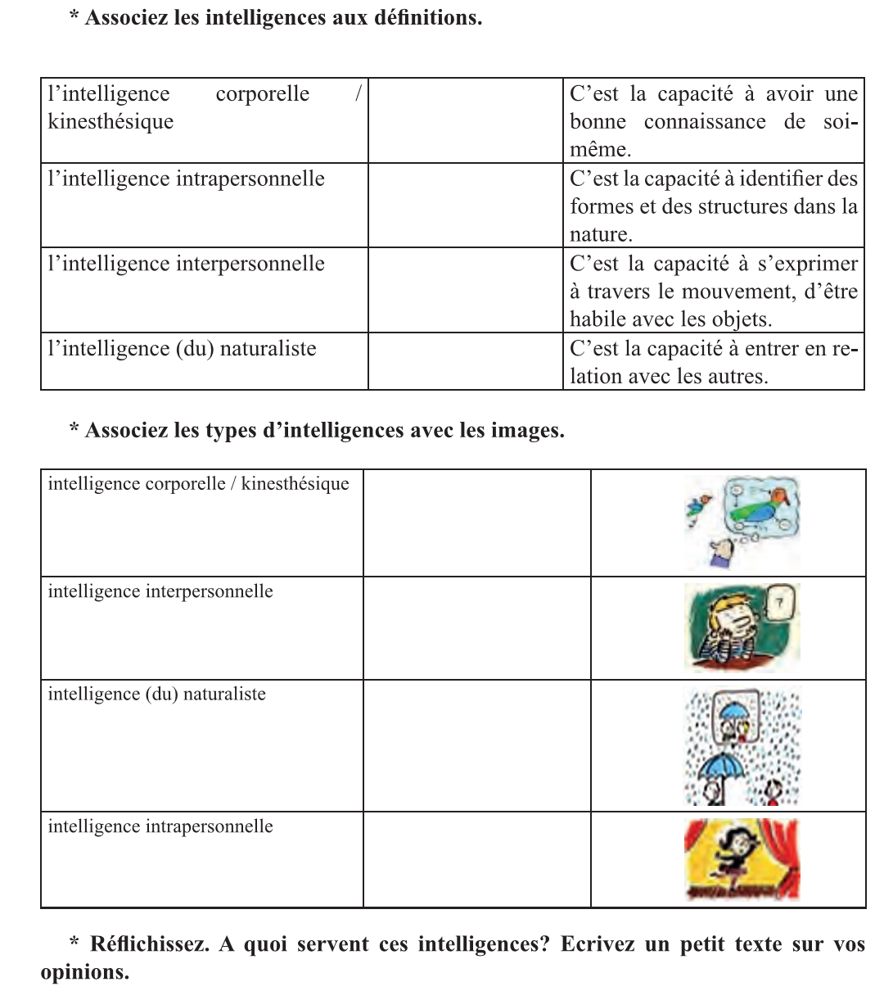 * Associez les intelligences aux définitions.
l’intelligence corporelle /
kinesthésique
C’est la capacité à avoir une
bonne connaissance de soi-
même.
l’intelligence intrapersonnelle
C’est la capacité à identifier des
formes et des structures dans la
nature.
l’intelligence interpersonnelle
C’est la capacité à s’exprimer
à travers le mouvement, d’être
habile avec les objets.
l’intelligence (du) naturaliste
C’est la capacité à entrer en re-
lation avec les autres.
* Associez les types d’intelligences avec les images.
intelligence corporelle / kinesthésique
intelligence interpersonnelle
?
intelligence (du) naturaliste
intelligence intrapersonnelle
* Réflichissez. A quoi servent ces intelligences? Ecrivez un petit texte sur vos
opinions.